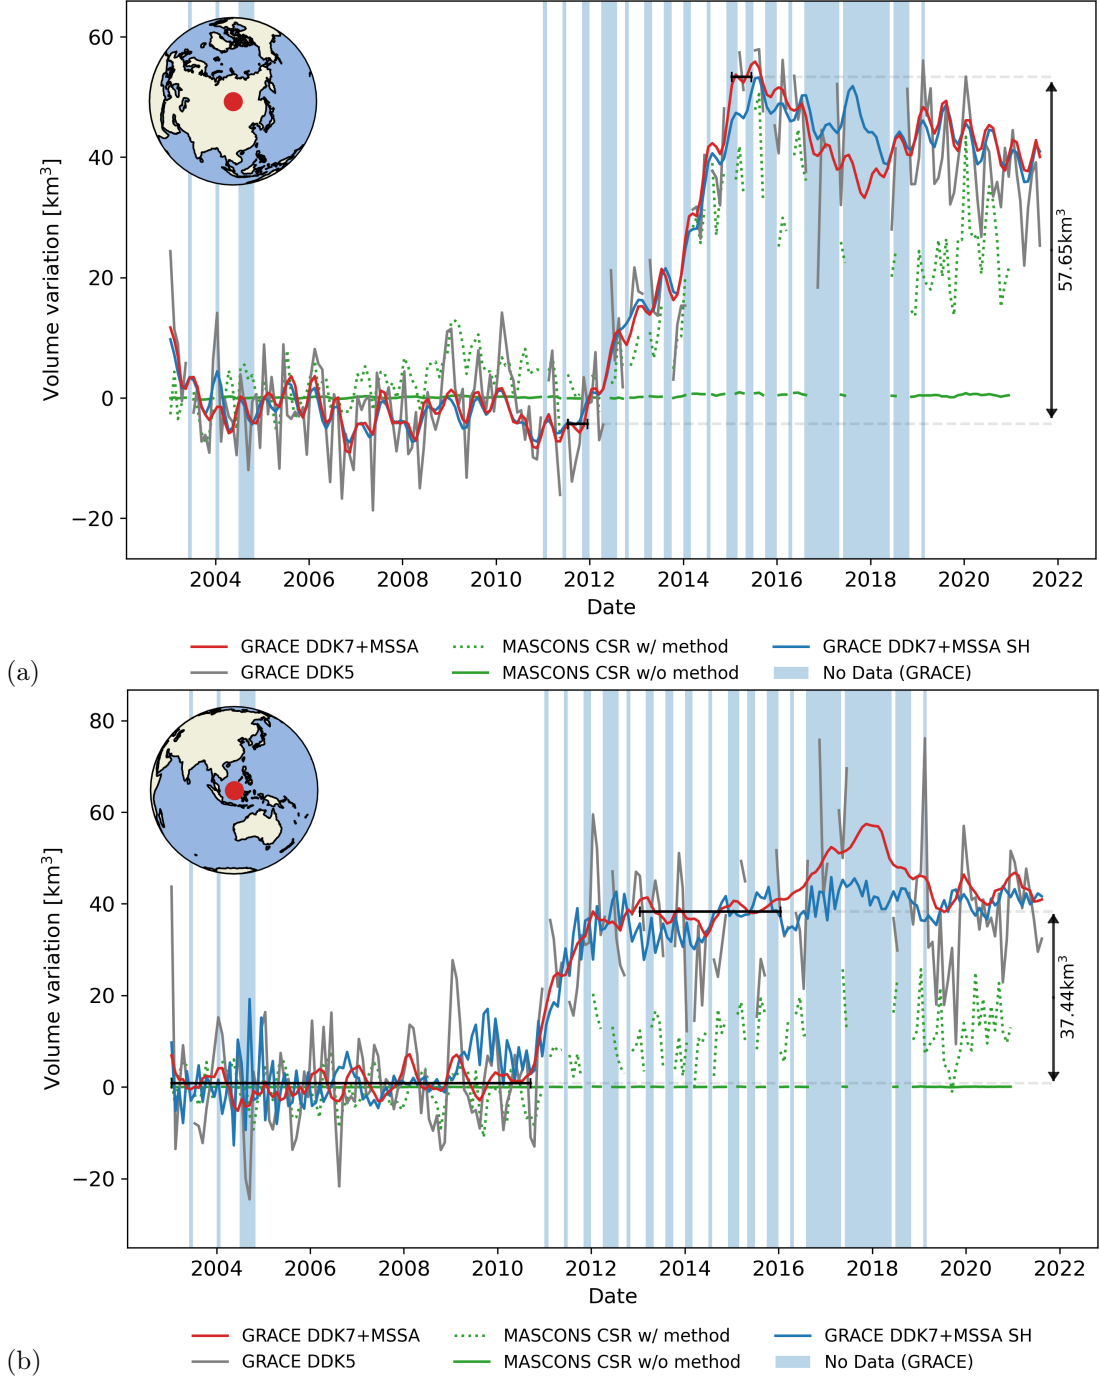 60
40
20
0
−20
Volume variation [km³]
57.65km³
2004 2006 2008 2010 2012 2014 2016 2018 2020 2022
Date
GRACE DDK7+MSSA MASCONS CSR w/ method GRACE DDK7+MSSA SH
(a) GRACE DDK5 MASCONS CSR w/o method No Data (GRACE)
80
60
40
20
0
−20
Volume variation [km³]
37.44km³
2004 2006 2008 2010 2012 2014 2016 2018 2020 2022
Date
GRACE DDK7+MSSA MASCONS CSR w/ method GRACE DDK7+MSSA SH
(b) GRACE DDK5 MASCONS CSR w/o method No Data (GRACE)